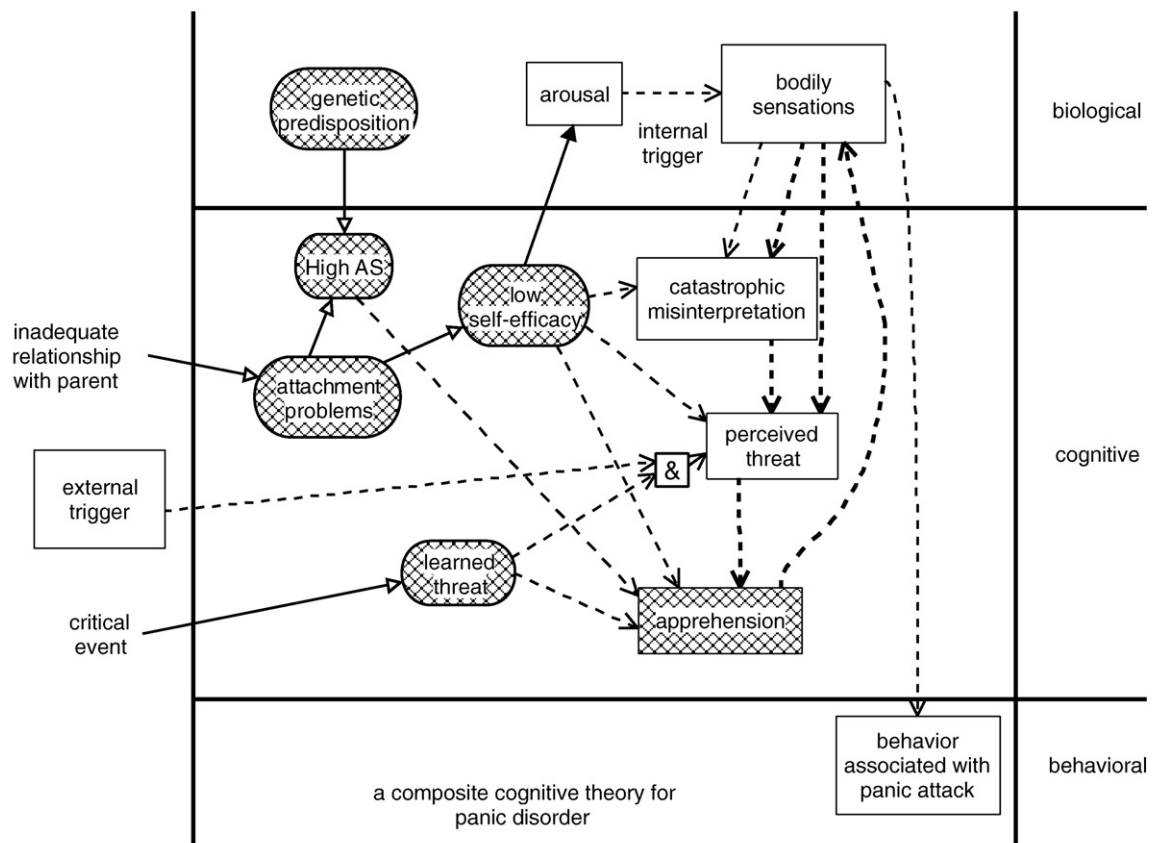 genetic
predisposition
arousal
bodily
sensations
internal
trigger
biological
High AS
low
self-efficacy
catastrophic
misinterpretation
inadequate
relationship
with parent
attachment
problems
perceived
threat
&
cognitive
external
trigger
learned
threat
critical
event
apprehension
behavior
associated with
panic attack
behavioral
a composite cognitive theory for
panic disorder